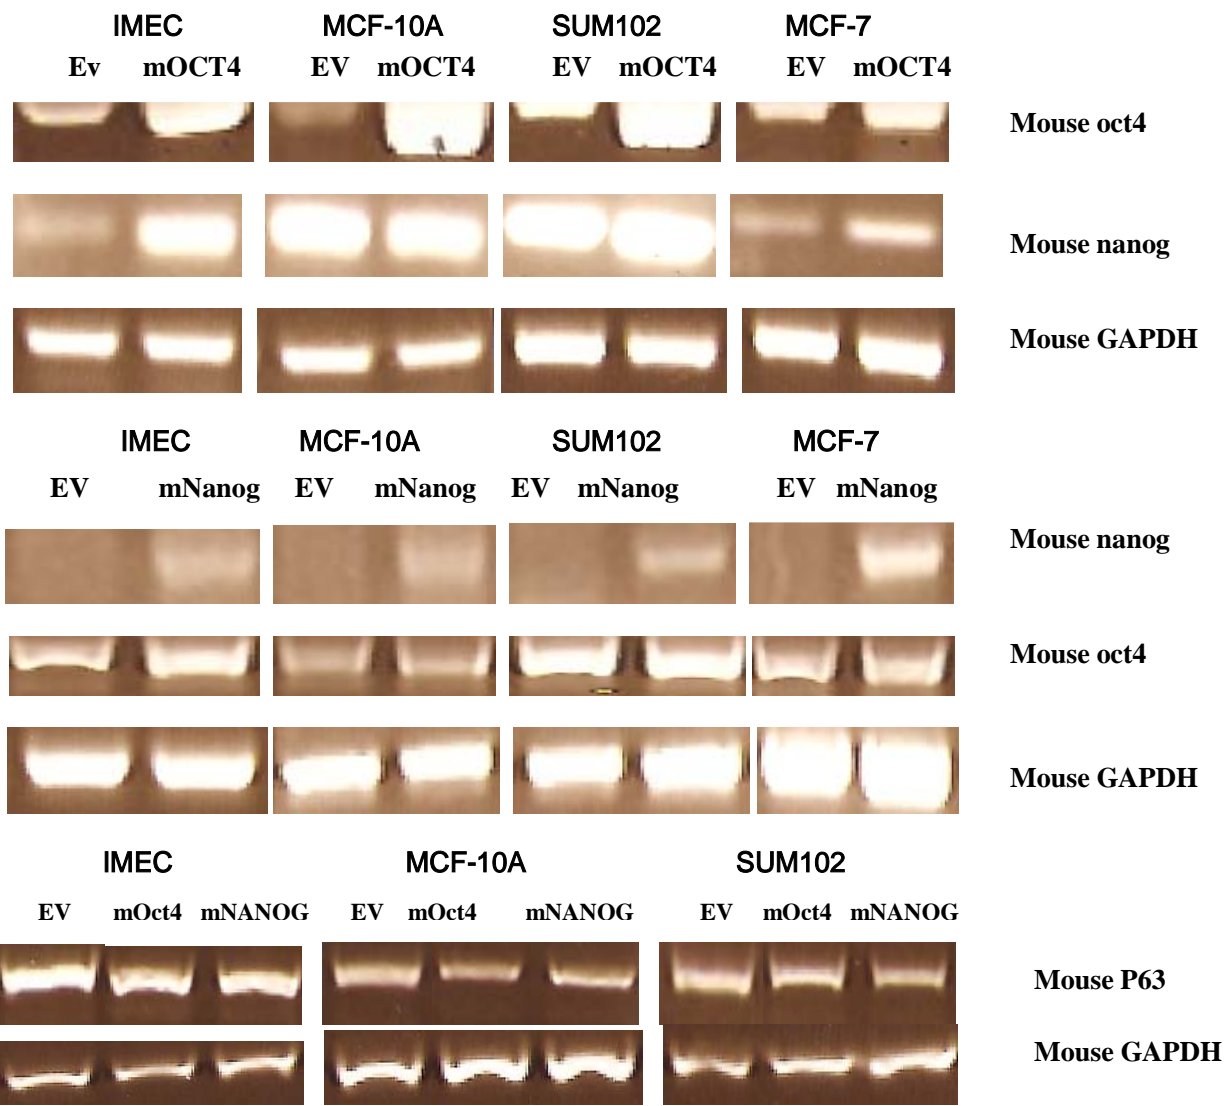 IMEC MCF-10A SUM102 MCF-7
Ev mOCT4 EV mOCT4 EV mOCT4 EV mOCT4
Mouse oct4
Mouse nanog
Mouse GAPDH
IMEC MCF-10A SUM102 MCF-7
EV mNanog EV mNanog EV mNanog EV mNanog
Mouse nanog
Mouse oct4
Mouse GAPDH
IMEC MCF-10A SUM102
EV mOct4 mNANOG EV mOct4 mNANOG EV mOct4 mNANOG
Mouse P63
Mouse GAPDH